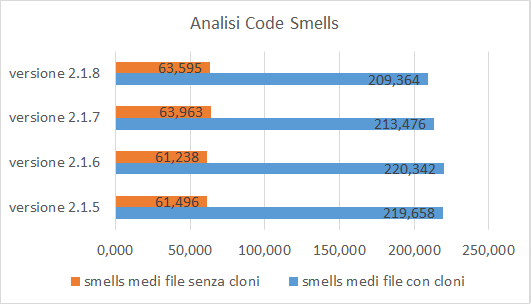 Analisi Code Smells
versione 2.1.8
63,595
209,364
versione 2.1.7
63,963
213,476
versione 2.1.6
61,238
220,342
versione 2.1.5
61,496
219,658
0,000 50,000 100,000 150,000 200,000 250,000
smells medi file senza cloni smells medi file con cloni